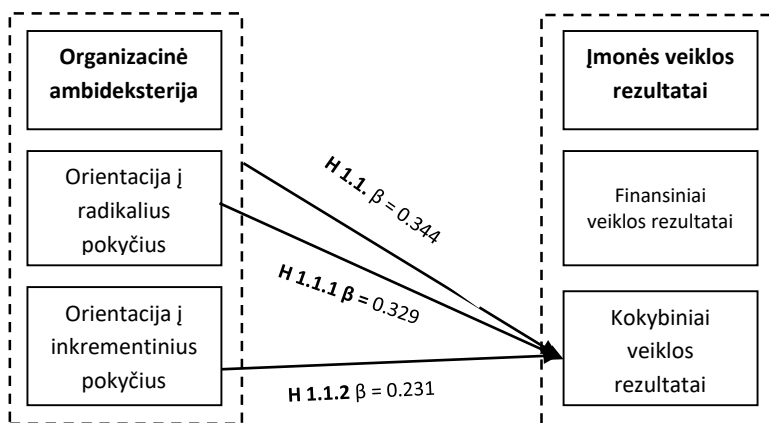 Organizacinė
ambideksterija
Orientacija į
radikalius
pokyčius
Orientacija į
inkrementinius
pokyčius
H 1.1. β = 0.344
H 1.1.1 β = 0.329
H 1.1.2 β = 0.231
Įmonės veiklos
rezultatai
Finansiniai
veiklos rezultatai
Kokybiniai
veiklos
rezultatai